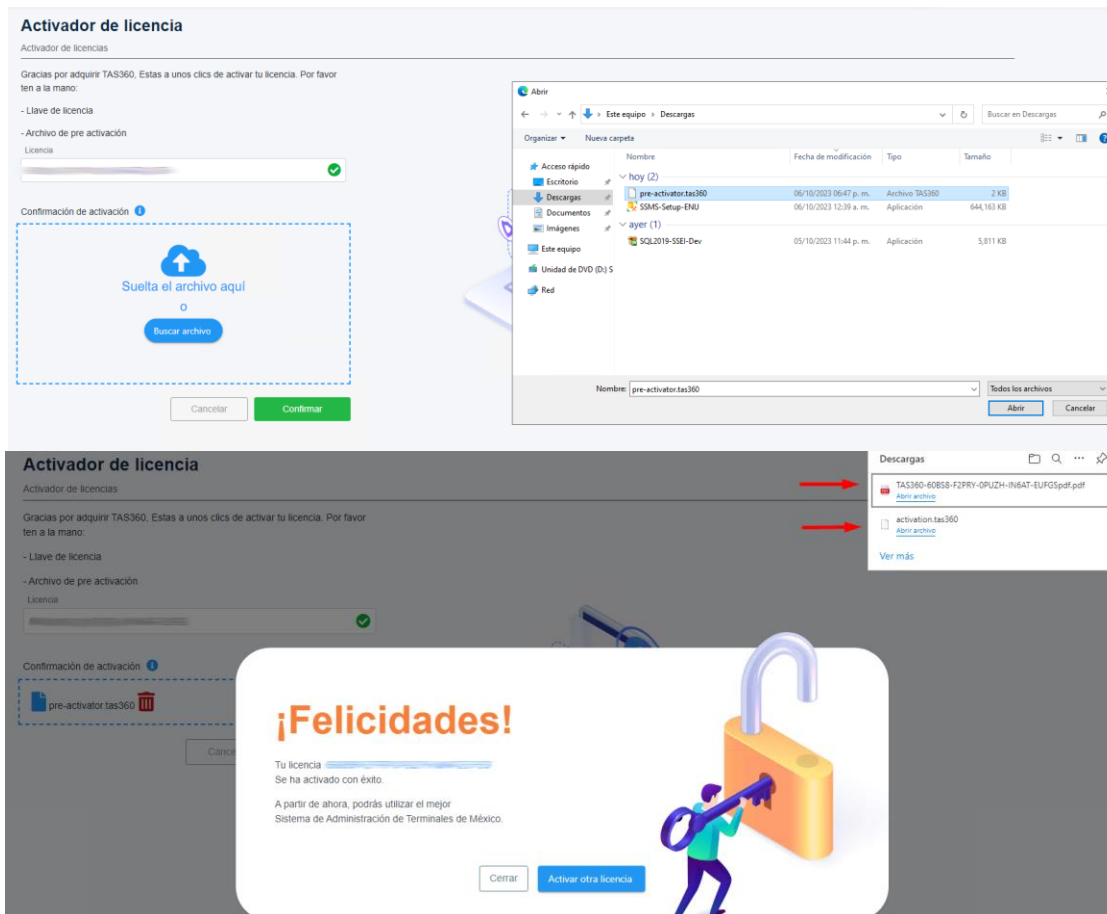 Activador de licencia
Activador de licencias
Gracias por adquirir TAS360, Estas a unos clics de activar tu licencia. Por favor
ten a la mano:
- Llave de licencia
- Archivo de pre activación
Licencia
Confirmación de activación
Suelta el archivo aquí
o
Buscar archivo
Cancelar
Confirmar
Abrir
Este equipo > Descargas
Buscar en Descargas
Organizar
Nueva carpeta
Acceso rápido
Escritorio
Descargas
Documentos
Imágenes
Este equipo
Unidad de DVD (D:) S
Red
Nombre
Fecha de modificación
Tipo
Tamaño
hoy (2)
pre-activator.tas360 06/10/2023 06:47 p. m. Archivo TAS360 2 KB
SSMS-Setup-ENU 06/10/2023 12:39 a. m. Aplicación 644,163 KB
ayer (1)
SQL2019-SSEI-Dev 05/10/2023 11:44 p. m. Aplicación 5,811 KB
Nombre: pre-activator.tas360
Todos los archivos
Abrir
Cancelar
Activador de licencia
Activador de licencias
Gracias por adquirir TAS360, Estas a unos clics de activar tu licencia. Por favor
ten a la mano:
- Llave de licencia
- Archivo de pre activación
Licencia
Confirmación de activación
pre-activator.tas360
Descargas
TAS360-60BS8-F2PRY-0PUZH-IN6AT-EUFGSpdf.pdf
Abrir archivo
activation.tas360
Abrir archivo
Ver más
¡Felicidades!
Tu licencia
Se ha activado con éxito.
A partir de ahora, podrás utilizar el mejor
Sistema de Administración de Terminales de México.
Cerrar
Activar otra licencia